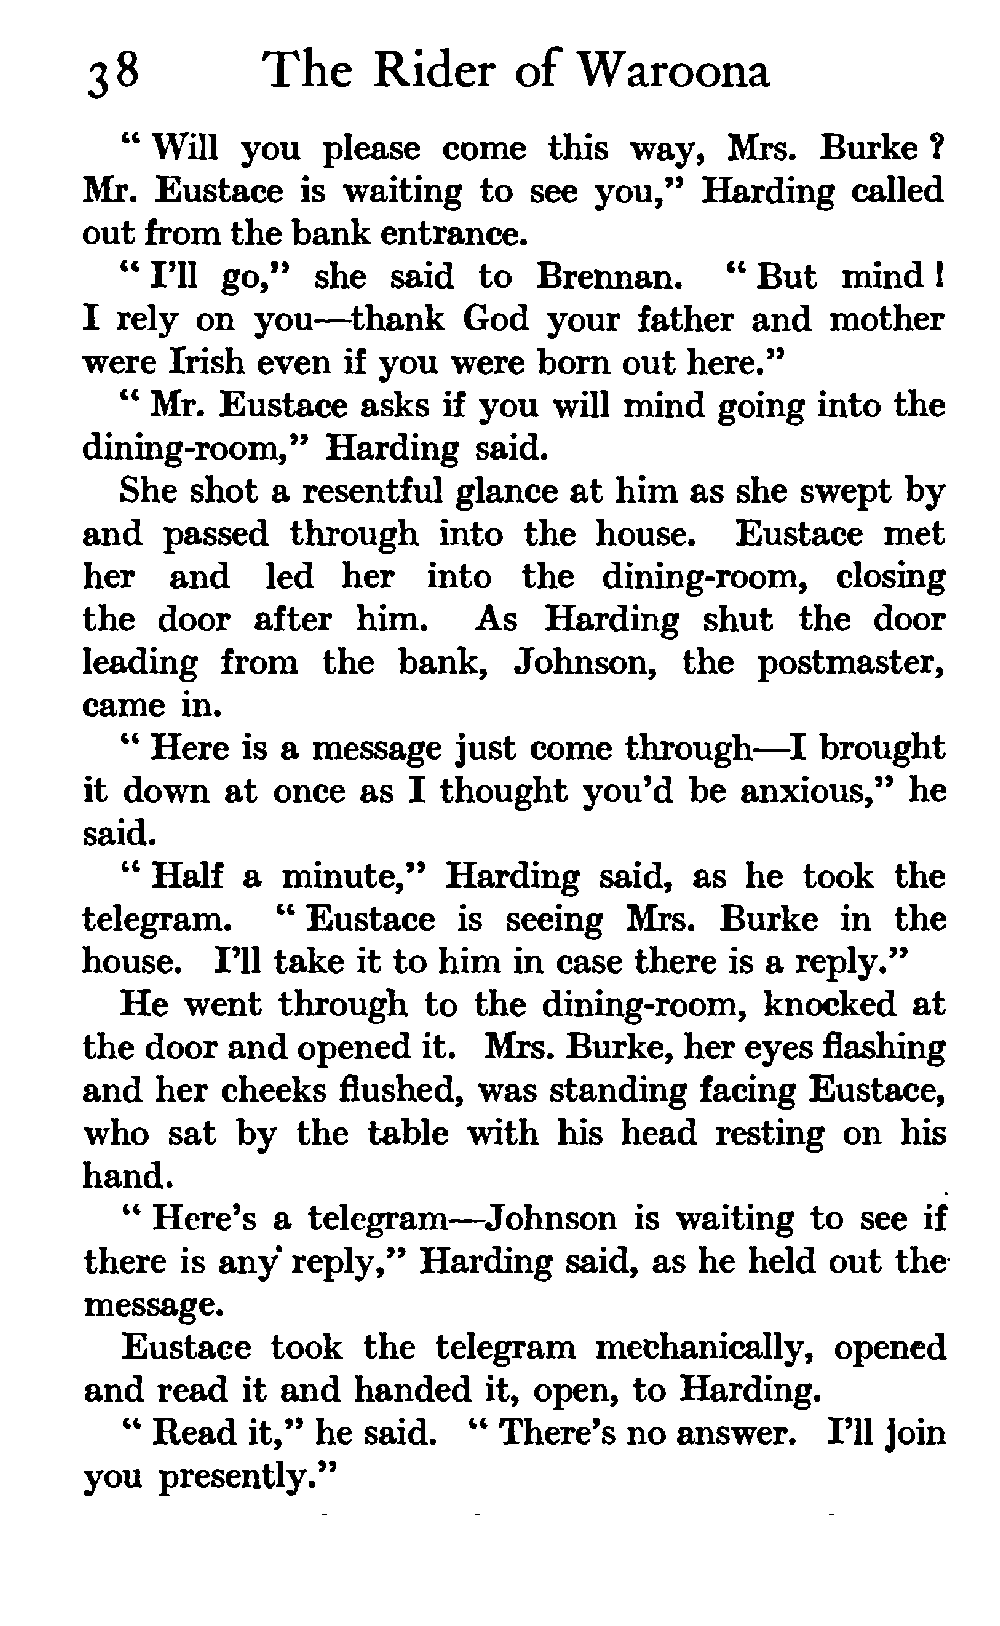 38 The Rider of Waroona
“ Will you please come this way, Mrs. Burke ?
Mr. Eustace is waiting to see you,” Harding called
out from the bank entrance.
“ I’ll go,” she said to Brennan. “ But mind !
I rely on you—thank God your father and mother
were Irish even if you were born out here.”
“ Mr. Eustace asks if you will mind going into the
dining-room,” Harding said.
She shot a resentful glance at him as she swept by
and passed through into the house. Eustace met
her and led her into the dining-room, closing
the door after him. As Harding shut the door
leading from the bank, Johnson, the postmaster,
came in.
“ Here is a message just come through—I brought
it down at once as I thought you’d be anxious,” he
said.
“ Half a minute,” Harding said, as he took the
telegram. “ Eustace is seeing Mrs. Burke in the
house. I’ll take it to him in case there is a reply.”
He went through to the dining-room, knocked at
the door and opened it. Mrs. Burke, her eyes flashing
and her cheeks flushed, was standing facing Eustace,
who sat by the table with his head resting on his
hand.
“ Here’s a telegram—Johnson is waiting to see if
there is any reply,” Harding said, as he held out the
message.
Eustace took the telegram mechanically, opened
and read it and handed it, open, to Harding.
“ Read it,” he said. “ There’s no answer. I’ll join
you presently.”